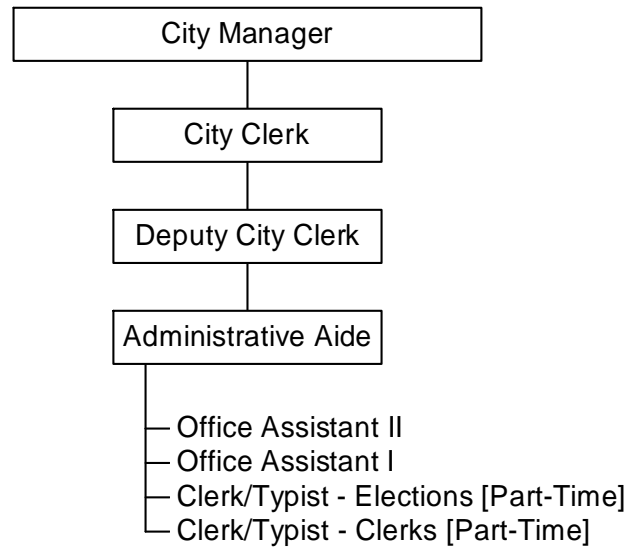 City Manager
City Clerk
Deputy City Clerk
Administrative Aide
Office Assistant II
Office Assistant I
Clerk/Typist - Elections [Part-Time]
Clerk/Typist - Clerks [Part-Time]